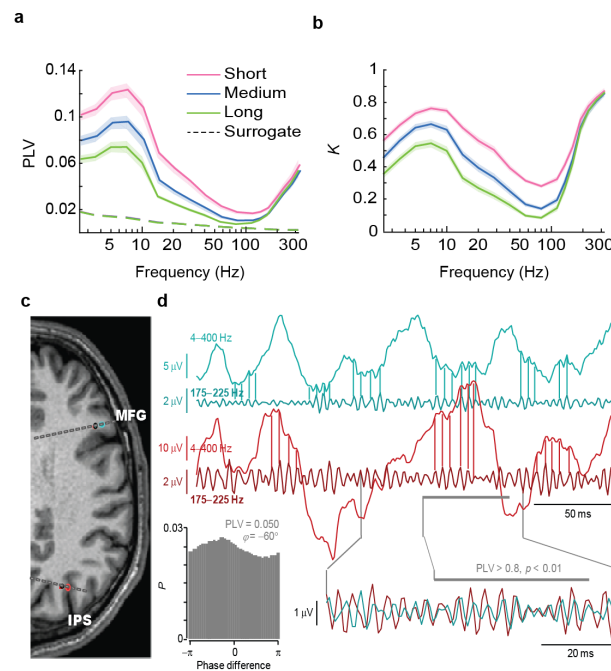 a
0.14
0.1
0.06
0.02
PLV
Short
Medium
Long
Surrogate
5 10 20 50 100 300
Frequency (Hz)
b
1
0.8
0.6
0.4
0.2
0
K
5 10 20 50 100 300
Frequency (Hz)
c
MFG
IPS
d
4–400 Hz
5 µV
2 µV
175–225 Hz
10 µV
4–400 Hz
2 µV
175–225 Hz
50 ms
0.03
0
P
PLV = 0.050
φ= −60°
−π 0 π
Phase difference
PLV > 0.8, p < 0.01
1 µV
20 ms